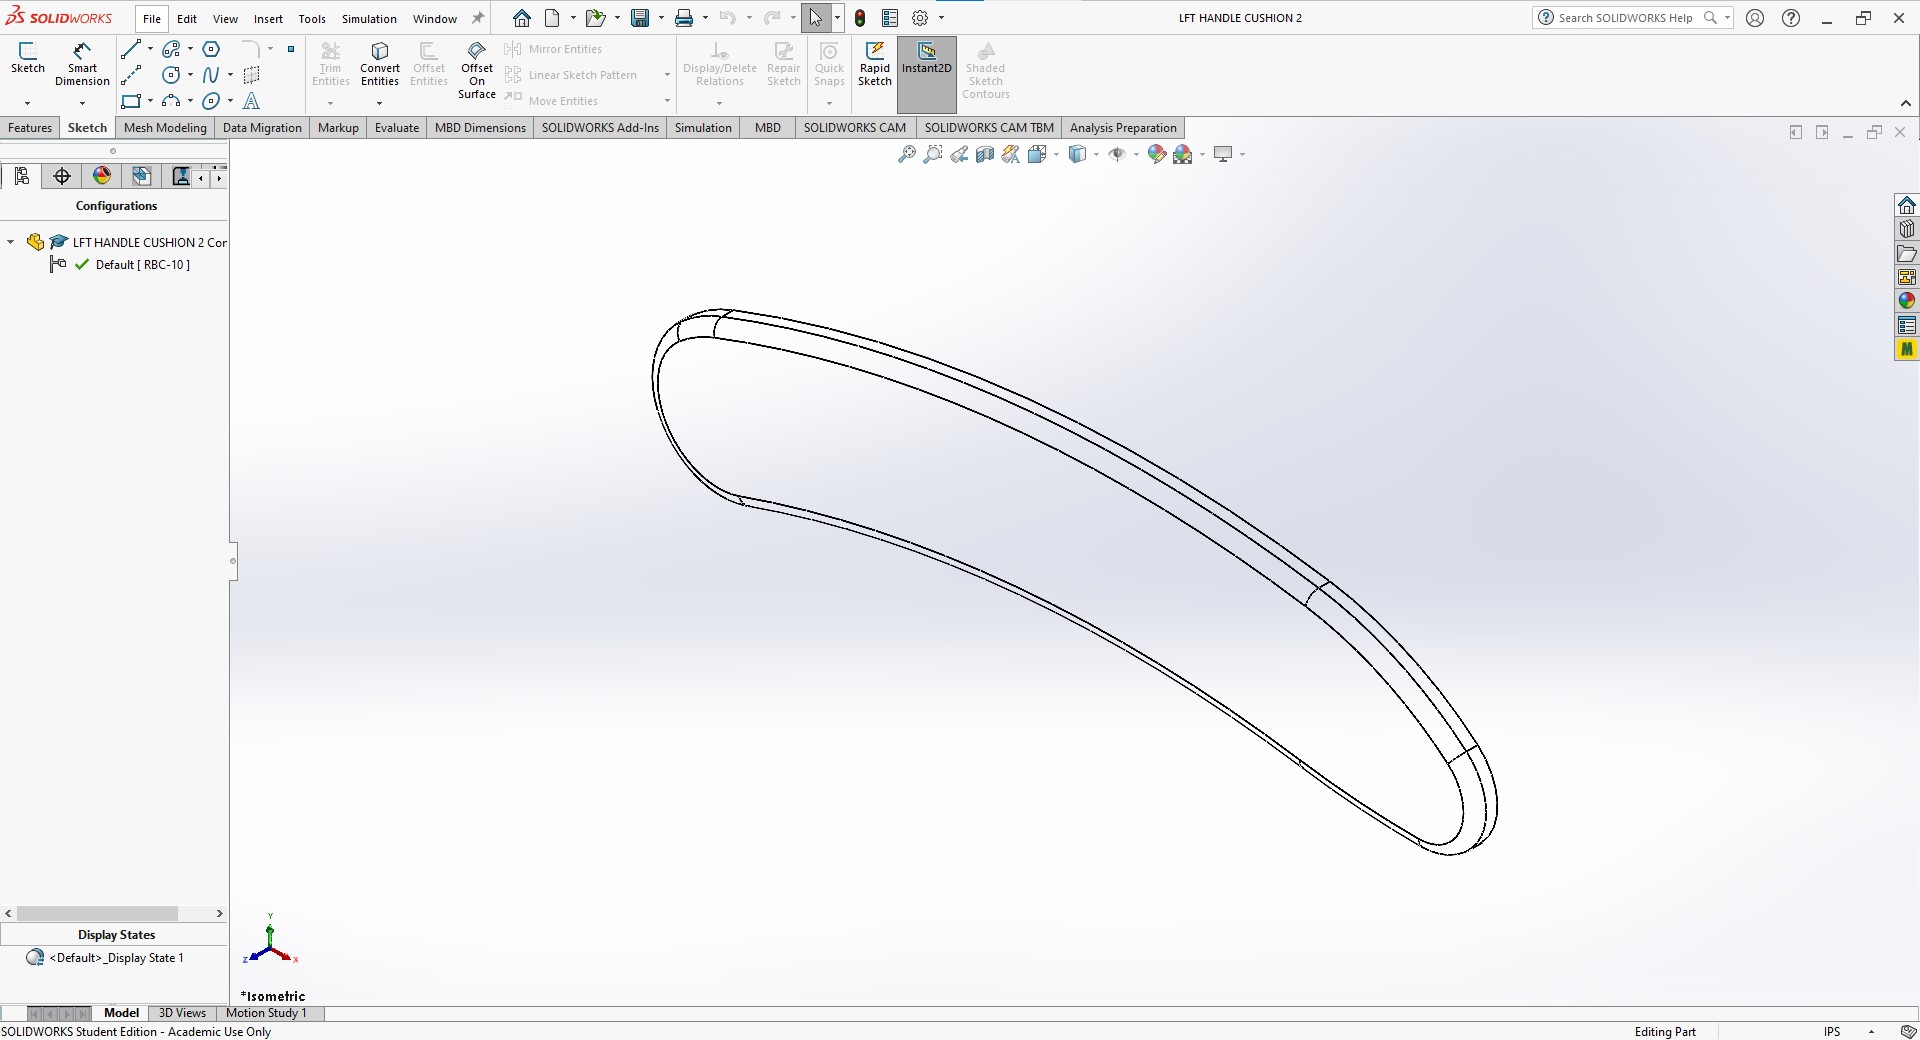 SOLIDWORKS File Edit View Insert Tools Simulation Window LFT HANDLE CUSHION 2 Search SOLIDWORKS Help
Sketch
Smart Dimension
Trim Entities
Convert Entities
Offset Entities
Offset On Surface
Mirror Entities
Linear Sketch Pattern
Move Entities
Display/Delete Relations
Repair Sketch
Quick Snaps
Rapid Sketch
Instant2D
Shaded Sketch Contours
Features Sketch Mesh Modeling Data Migration Markup Evaluate MBD Dimensions SOLIDWORKS Add-Ins Simulation MBD SOLIDWORKS CAM SOLIDWORKS CAM TBM Analysis Preparation
Configurations
LFT HANDLE CUSHION 2 Cor
Default [ RBC-10 ]
M
Display States
<Default>_Display State 1
Y
Z
X
*Isometric
Model 3D Views Motion Study 1
SOLIDWORKS Student Edition - Academic Use Only Editing Part IPS